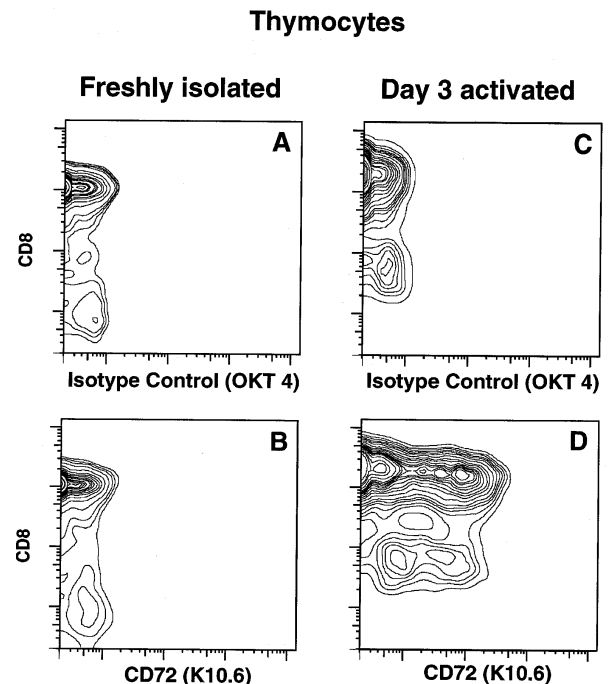 Thymocytes
Freshly isolated
Day 3 activated
A
C
CD8
Isotype Control (OKT 4)
Isotype Control (OKT 4)
B
D
CD8
CD72 (K10.6)
CD72 (K10.6)